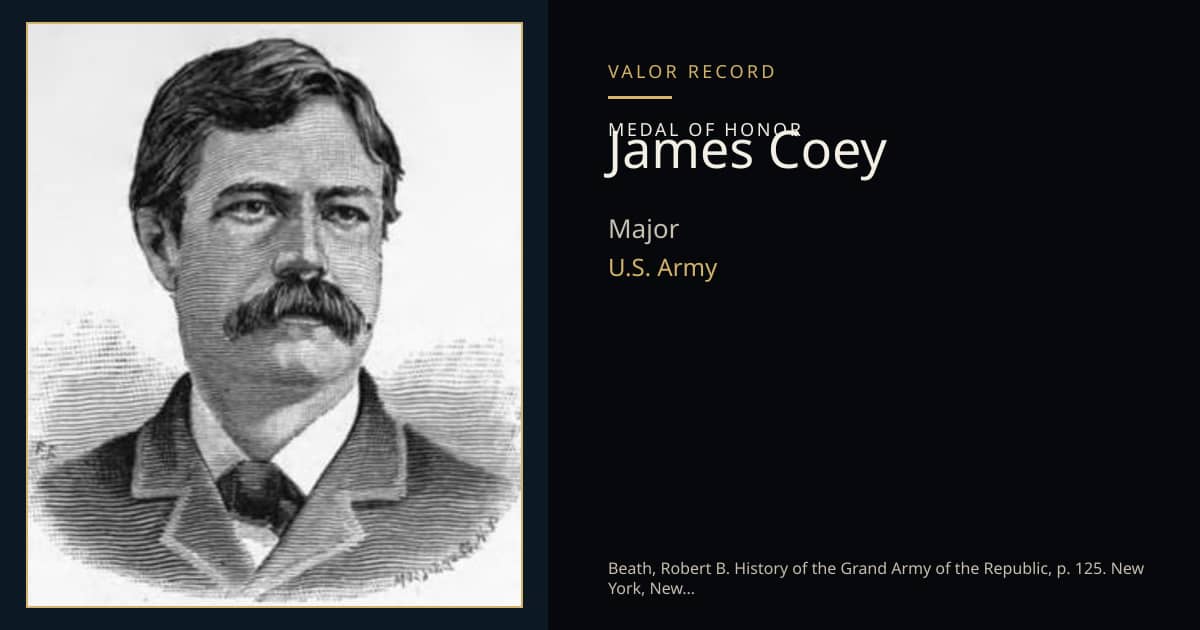 VALOR RECORD
MEDAL OF HONOR
James Coey
Major
U.S. Army
Beath, Robert B. History of the Grand Army of the Republic, p. 125. New
York, New...